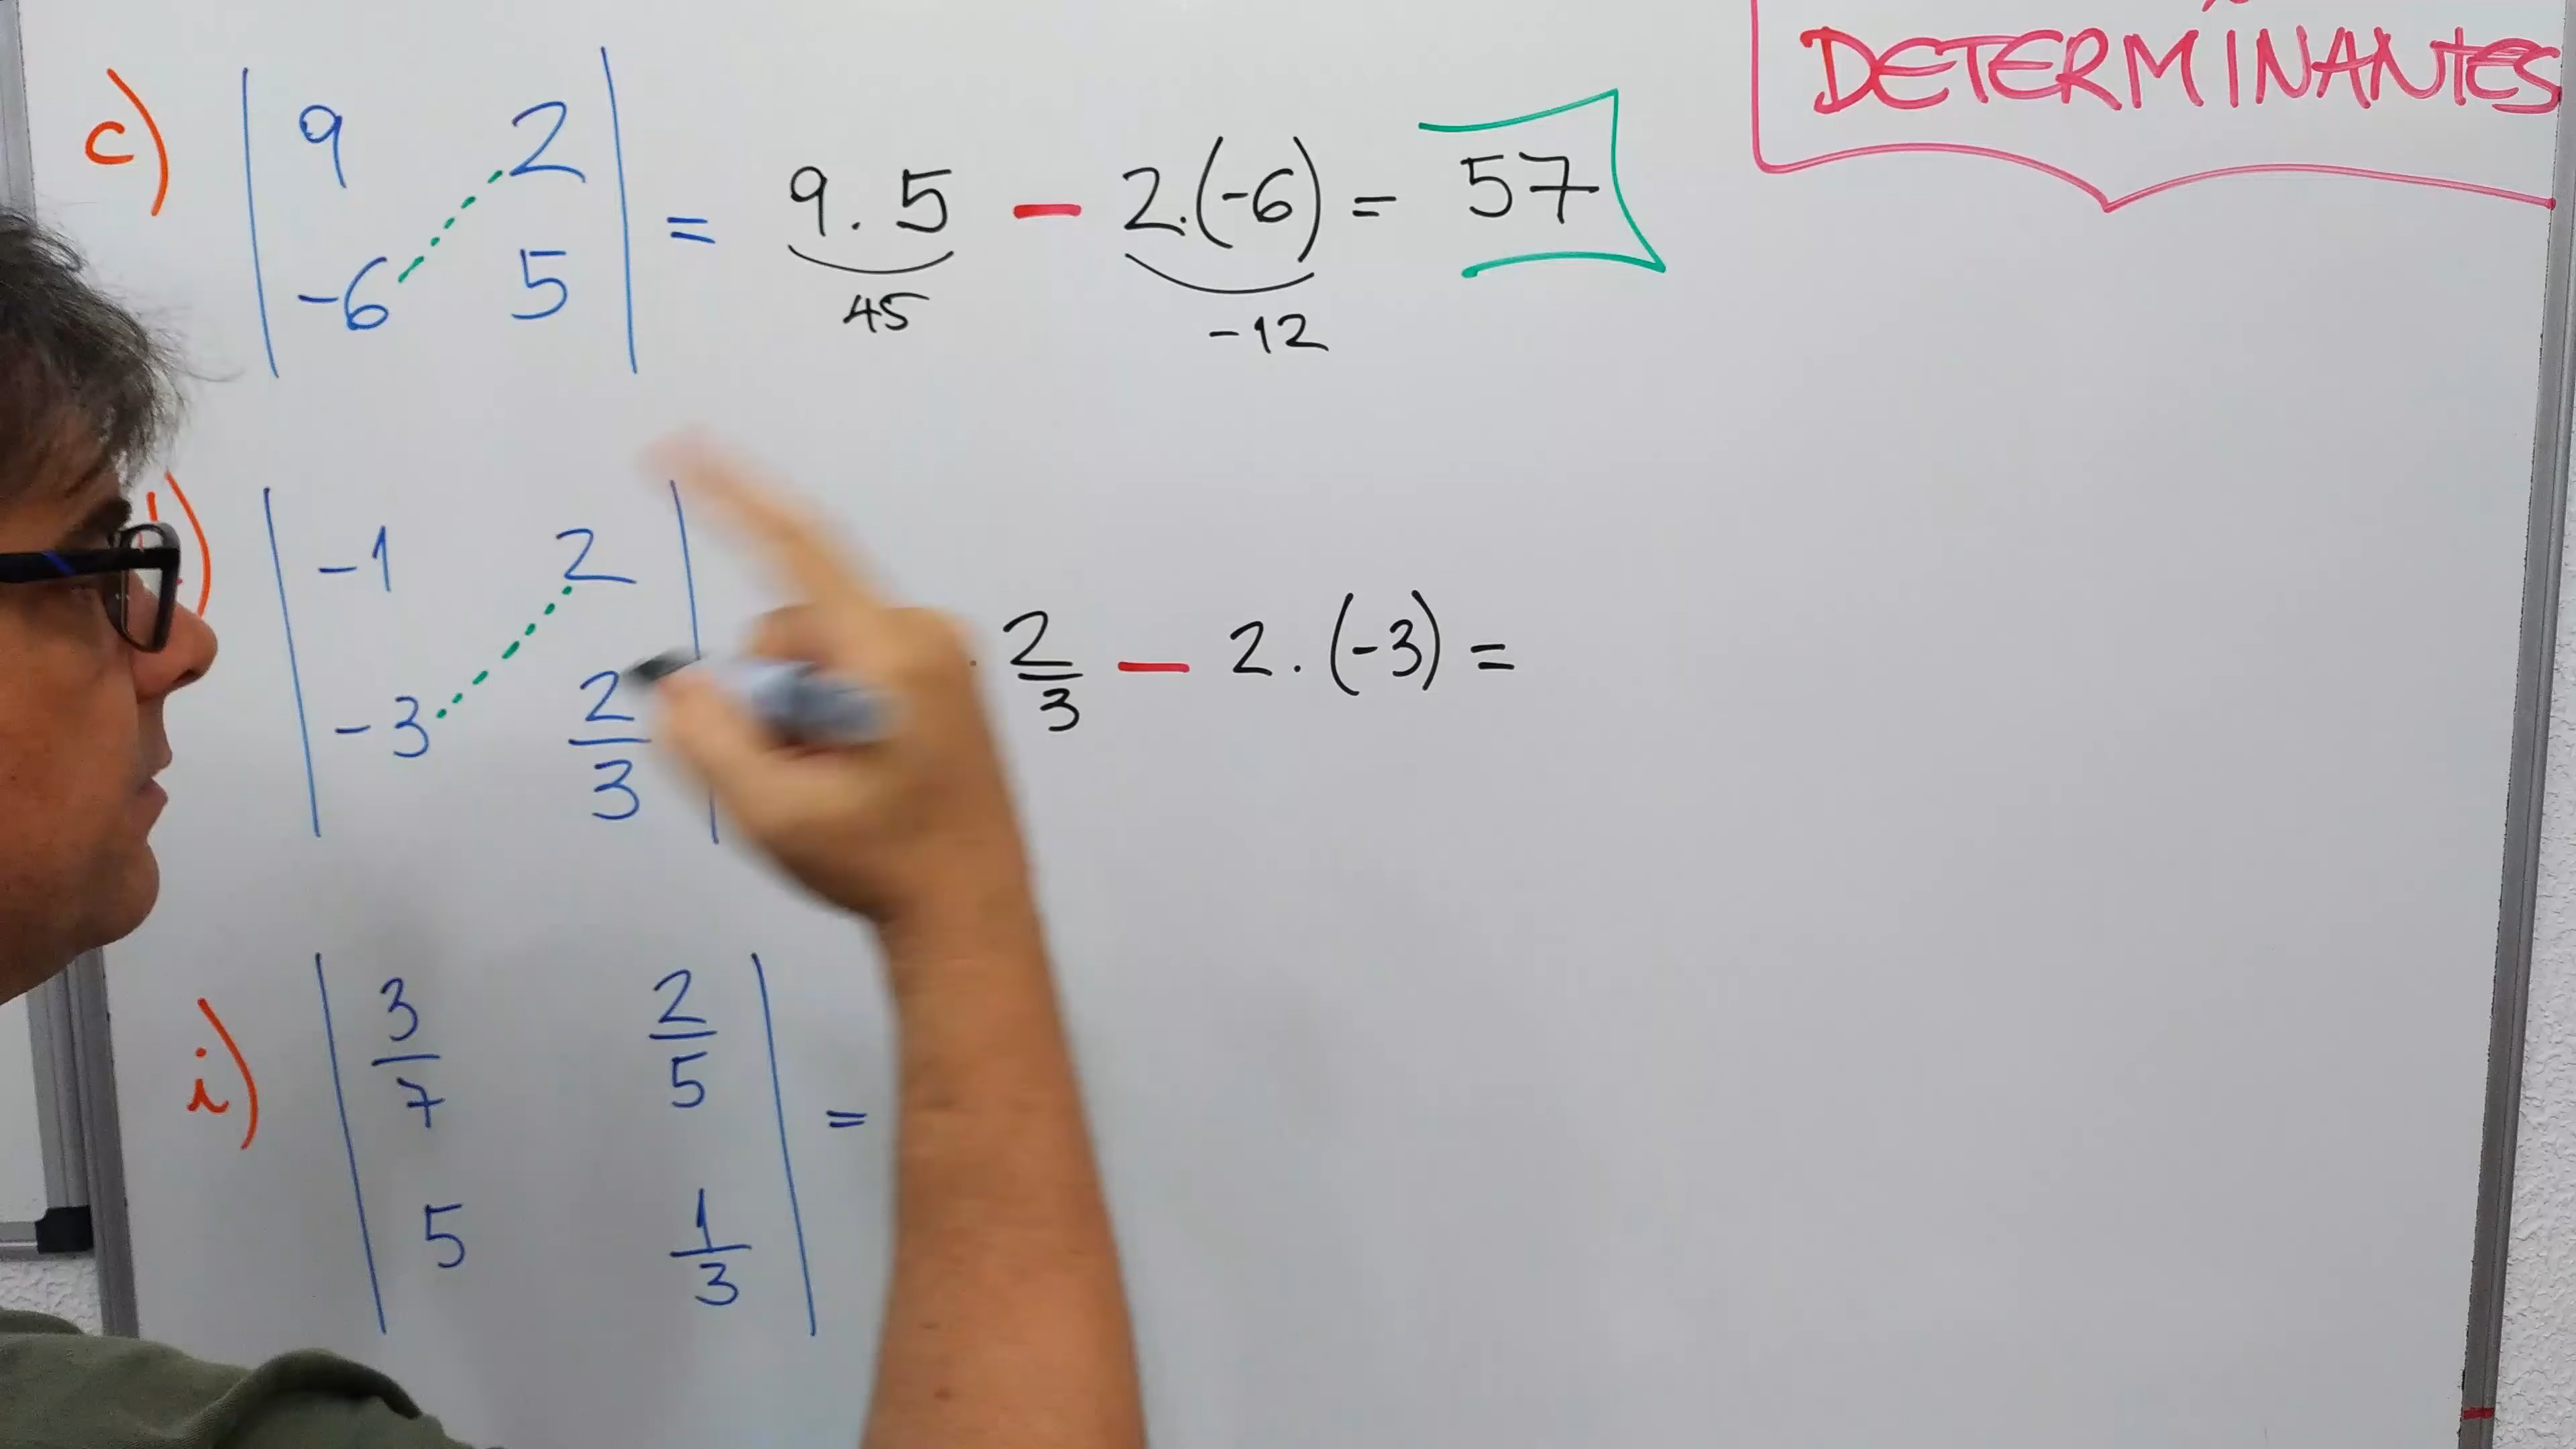 DETERMINANTES
c) | 9 2 | = 9 . 5 - 2.(-6) = 57
| -6 5 |
45 -12
) | -1 2 | . 2/3 - 2 . (-3) =
| -3 2/3 |
i) | 3/7 2/5 | =
| 5 1/3 |